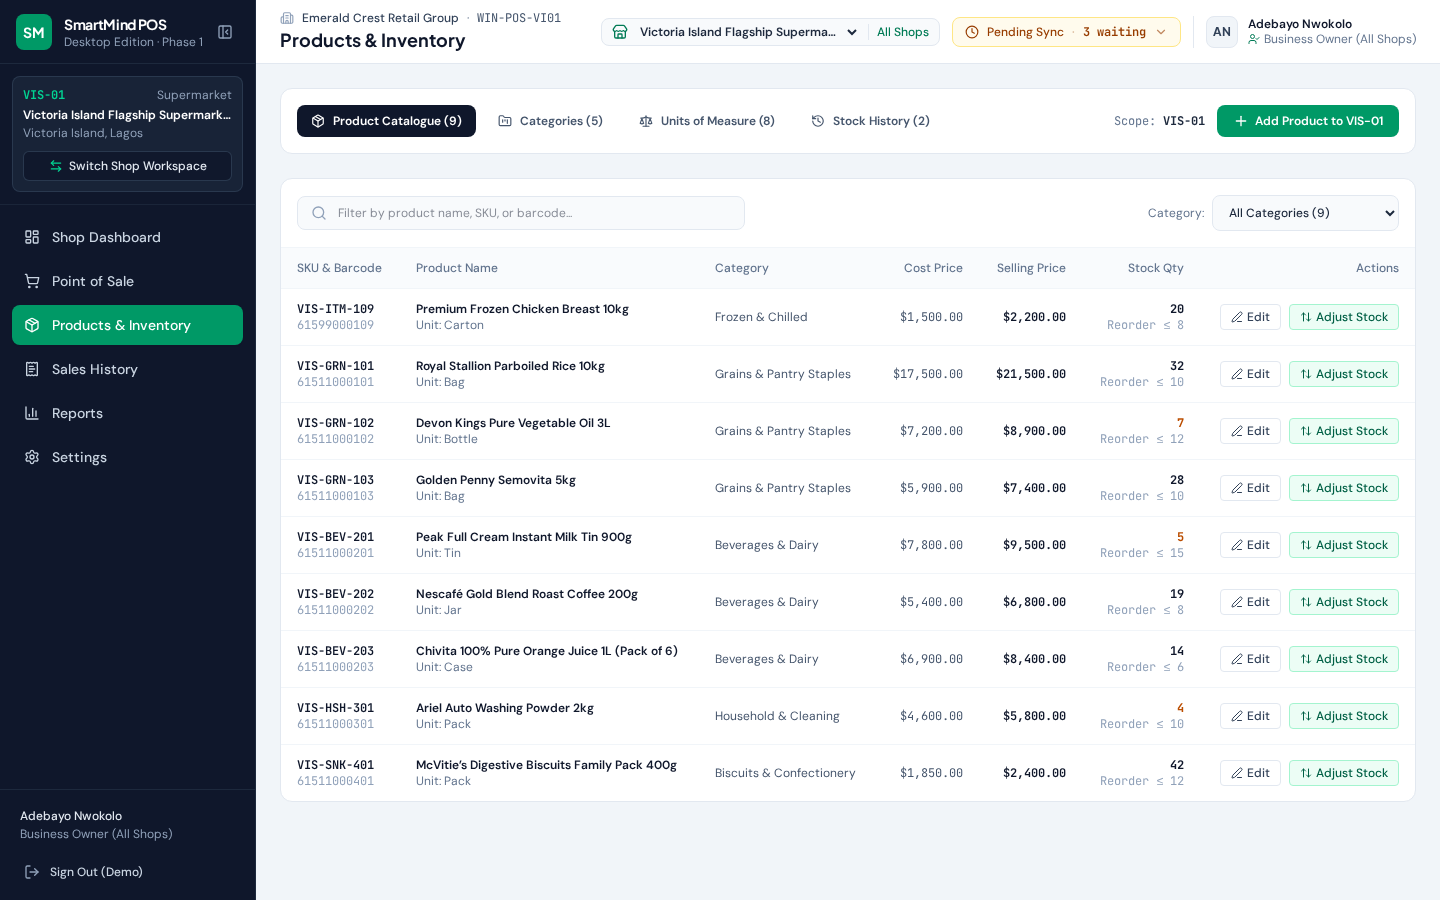 SM
SmartMind POS
Desktop Edition · Phase 1
VIS-01 Supermarket
Victoria Island Flagship Supermark...
Victoria Island, Lagos
Switch Shop Workspace
Shop Dashboard
Point of Sale
Products & Inventory
Sales History
Reports
Settings
Adebayo Nwokolo
Business Owner (All Shops)
Sign Out (Demo)
Emerald Crest Retail Group · WIN-POS-VI01
Products & Inventory
Victoria Island Flagship Superma... All Shops
Pending Sync · 3 waiting
AN
Adebayo Nwokolo
Business Owner (All Shops)
Product Catalogue (9) Categories (5) Units of Measure (8) Stock History (2)
Scope: VIS-01 Add Product to VIS-01
Filter by product name, SKU, or barcode...
Category: All Categories (9)
SKU & Barcode Product Name Category Cost Price Selling Price Stock Qty Actions
VIS-ITM-109 Premium Frozen Chicken Breast 10kg Frozen & Chilled $1,500.00 $2,200.00 20 Edit Adjust Stock
61599000109 Unit: Carton Reorder ≤ 8
VIS-GRN-101 Royal Stallion Parboiled Rice 10kg Grains & Pantry Staples $17,500.00 $21,500.00 32 Edit Adjust Stock
61511000101 Unit: Bag Reorder ≤ 10
VIS-GRN-102 Devon Kings Pure Vegetable Oil 3L Grains & Pantry Staples $7,200.00 $8,900.00 7 Edit Adjust Stock
61511000102 Unit: Bottle Reorder ≤ 12
VIS-GRN-103 Golden Penny Semovita 5kg Grains & Pantry Staples $5,900.00 $7,400.00 28 Edit Adjust Stock
61511000103 Unit: Bag Reorder ≤ 10
VIS-BEV-201 Peak Full Cream Instant Milk Tin 900g Beverages & Dairy $7,800.00 $9,500.00 5 Edit Adjust Stock
61511000201 Unit: Tin Reorder ≤ 15
VIS-BEV-202 Nescafé Gold Blend Roast Coffee 200g Beverages & Dairy $5,400.00 $6,800.00 19 Edit Adjust Stock
61511000202 Unit: Jar Reorder ≤ 8
VIS-BEV-203 Chivita 100% Pure Orange Juice 1L (Pack of 6) Beverages & Dairy $6,900.00 $8,400.00 14 Edit Adjust Stock
61511000203 Unit: Case Reorder ≤ 6
VIS-HSH-301 Ariel Auto Washing Powder 2kg Household & Cleaning $4,600.00 $5,800.00 4 Edit Adjust Stock
61511000301 Unit: Pack Reorder ≤ 10
VIS-SNK-401 McVitie's Digestive Biscuits Family Pack 400g Biscuits & Confectionery $1,850.00 $2,400.00 42 Edit Adjust Stock
61511000401 Unit: Pack Reorder ≤ 12